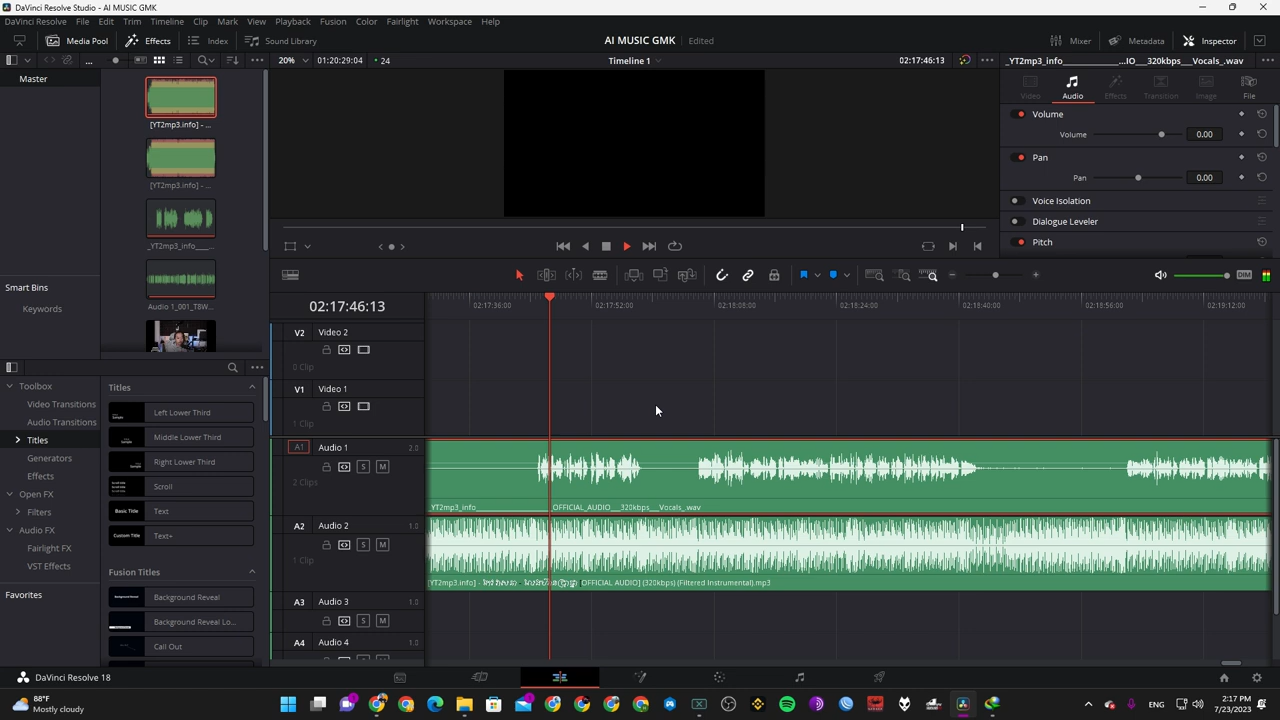 DaVinci Resolve Studio - AI MUSIC GMK
DaVinci Resolve File Edit Trim Timeline Clip Mark View Playback Fusion Color Fairlight Workspace Help
Media Pool Effects Index Sound Library AI MUSIC GMK Edited Mixer Metadata Inspector
20% 01:20:29:04 24 Timeline 1 02:17:46:13 _YT2mp3_info____________IO___320kbps___Vocals_.wav
Master
Video Audio Effects Transition Image File
Volume
[YT2mp3.info] - ...
Volume 0.00
Pan
Pan 0.00
[YT2mp3.info] - ...
Voice Isolation
Dialogue Leveler
_YT2mp3_info____...
Pitch
Smart Bins
Keywords
Audio 1_001_T8W...
DIM
02:17:46:13
02:17:36:00 02:17:52:00 02:18:08:00 02:18:24:00 02:18:40:00 02:18:56:00 02:19:12:00
V2 Video 2
0 Clip
V1 Video 1
1 Clip
Toolbox
Video Transitions
Audio Transitions
Titles
Generators
Effects
Open FX
Filters
Audio FX
Fairlight FX
VST Effects
Favorites
Titles
Left Lower Third
Middle Lower Third
Right Lower Third
Scroll
Basic Title Text
Custom Title Text+
Fusion Titles
Background Reveal
Background Reveal Lo...
Call Out
A1 Audio 1 2.0
S M
2 Clips
_OFFICIAL_AUDIO___320kbps___Vocals_.wav
A2 Audio 2 1.0
S M
1 Clip
[YT2mp3.info] - [OFFICIAL AUDIO] (320kbps) (Filtered Instrumental).mp3
A3 Audio 3 1.0
S M
A4 Audio 4 1.0
DaVinci Resolve 18
88°F
Mostly cloudy
2:17 PM
7/23/2023